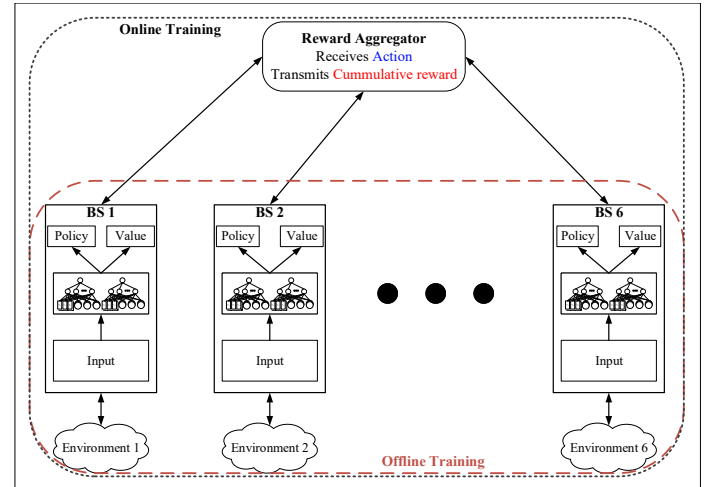 Online Training
Reward Aggregator
Receives Action
Transmits Cummulative reward
BS 1
Policy
Value
Input
Environment 1
BS 2
Policy
Value
Input
Environment 2
BS 6
Policy
Value
Input
Environment 6
Offline Training